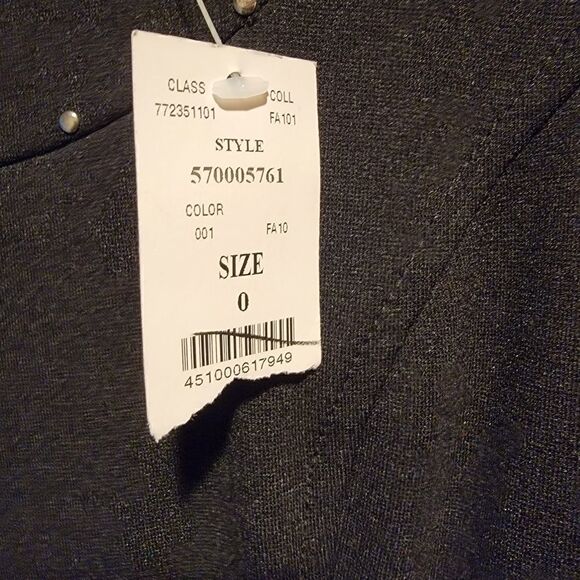 CLASS COLL
772351101 FA101
STYLE
570005761
COLOR
001 FA10
SIZE
0
451000617949